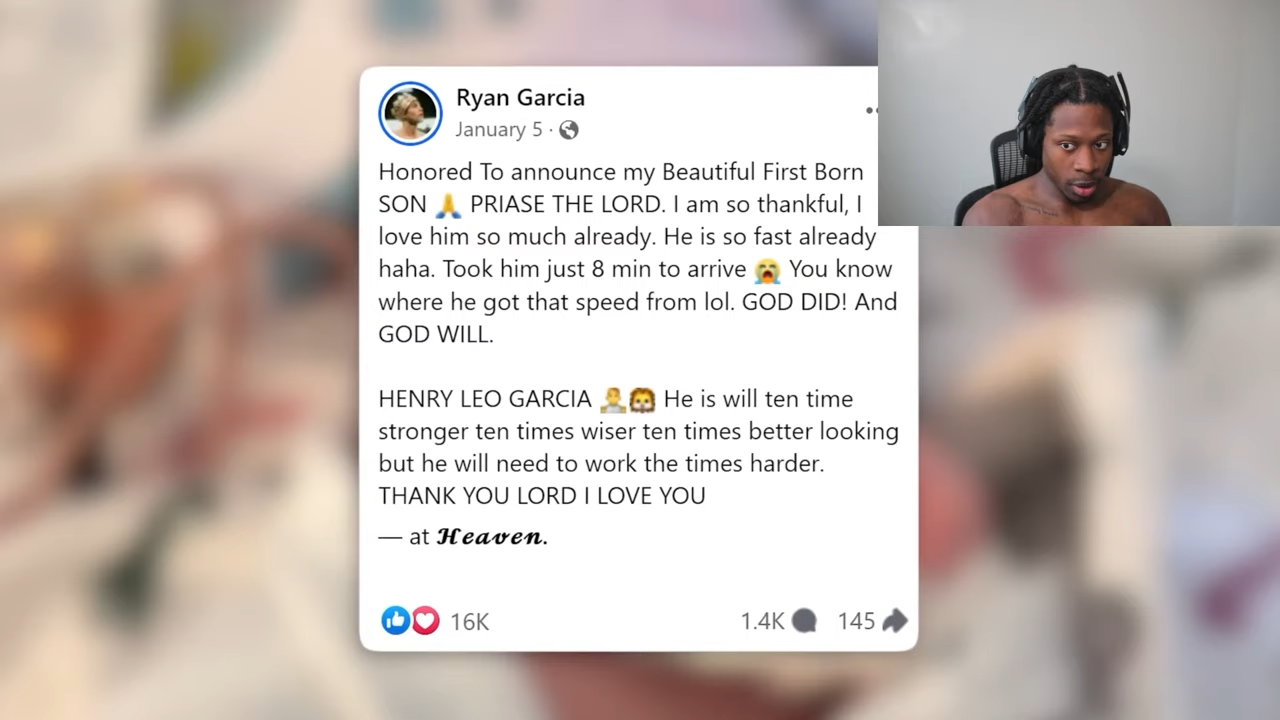 Ryan Garcia
January 5 ·
Honored To announce my Beautiful First Born
SON 🙏 PRIASE THE LORD. I am so thankful, I
love him so much already. He is so fast already
haha. Took him just 8 min to arrive 😭 You know
where he got that speed from lol. GOD DID! And
GOD WILL.
HENRY LEO GARCIA 🤱🦁 He is will ten time
stronger ten times wiser ten times better looking
but he will need to work the times harder.
THANK YOU LORD I LOVE YOU
— at 𝓗𝓮𝓪𝓿𝓮𝓷.
16K
1.4K
145